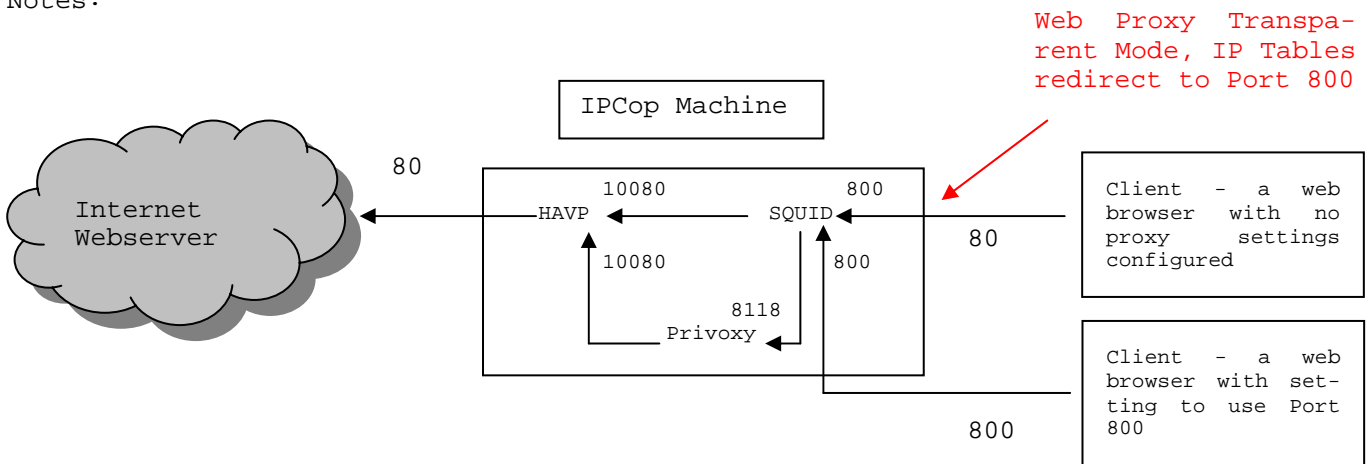 Notes:
Web Proxy Transpa-
rent Mode, IP Tables
redirect to Port 800
IPCop Machine
80
Internet
Webserver
10080
800
HAVP
SQUID
10080
800
8118
Privoxy
80
Client - a web
browser with no
proxy settings
configured
800
Client - a web
browser with set-
ting to use Port
800